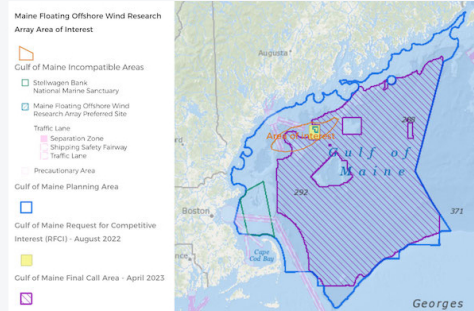 Maine Floating Offshore Wind Research
Array Area of Interest
Gulf of Maine Incompatible Areas
Stellwagen Bank
National Marine Sanctuary
Maine Floating Offshore Wind
Research Array Preferred Site
Traffic Lane
Separation Zone
Shipping Safety Fairway
Traffic Lane
Precautionary Area
Gulf of Maine Planning Area
Gulf of Maine Request for Competitive
Interest (RFCI) - August 2022
Gulf of Maine Final Call Area - April 2023
Augusta
Area of Interest
Gulf of
Maine
292
371
Boston
Cape
Cod Bay
Georges